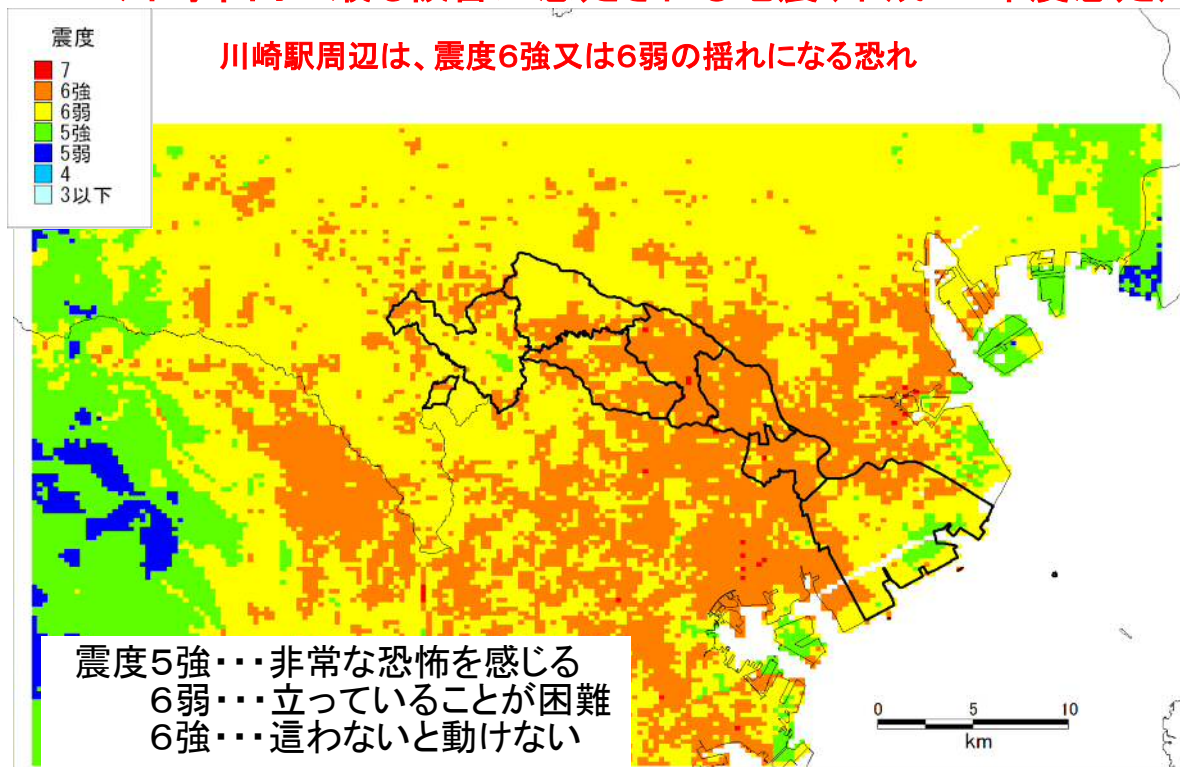 川崎駅周辺は、震度6強又は6弱の揺れになる恐れ
震度
7
6強
6弱
5強
5弱
4
3以下
震度5強・・・非常な恐怖を感じる
6弱・・・立っていることが困難
6強・・・這わないと動けない
0 5 10
km